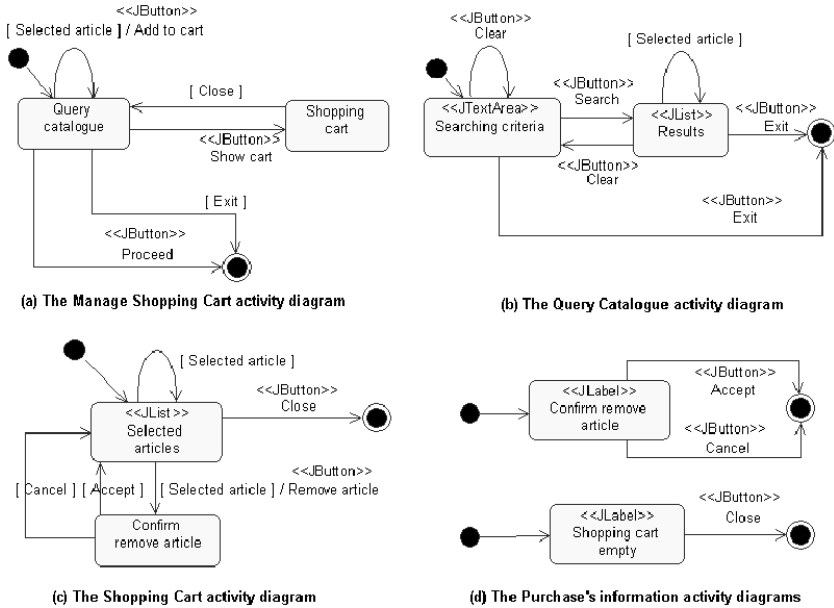 <<JButton>>
[ Selected article ] / Add to cart
Query
catalogue
[ Close ]
Shopping
cart
<<JButton>>
Show cart
[ Exit ]
<<JButton>>
Proceed
(a) The Manage Shopping Cart activity diagram
<<JButton>>
Clear
[ Selected article ]
<<JTextArea>>
Searching criteria
<<JButton>>
Search
<<JList>>
Results
<<JButton>>
Exit
<<JButton>>
Clear
<<JButton>>
Exit
(b) The Query Catalogue activity diagram
[ Selected article ]
<<JList>>
Selected
articles
<<JButton>>
Close
<<JButton>>
[ Cancel ] [ Accept ]
[ Selected article ] / Remove article
Confirm
remove article
(c) The Shopping Cart activity diagram
<<JLabel>>
Confirm remove
article
<<JButton>>
Accept
<<JButton>>
Cancel
<<JLabel>>
Shopping cart
empty
<<JButton>>
Close
(d) The Purchase's information activity diagrams